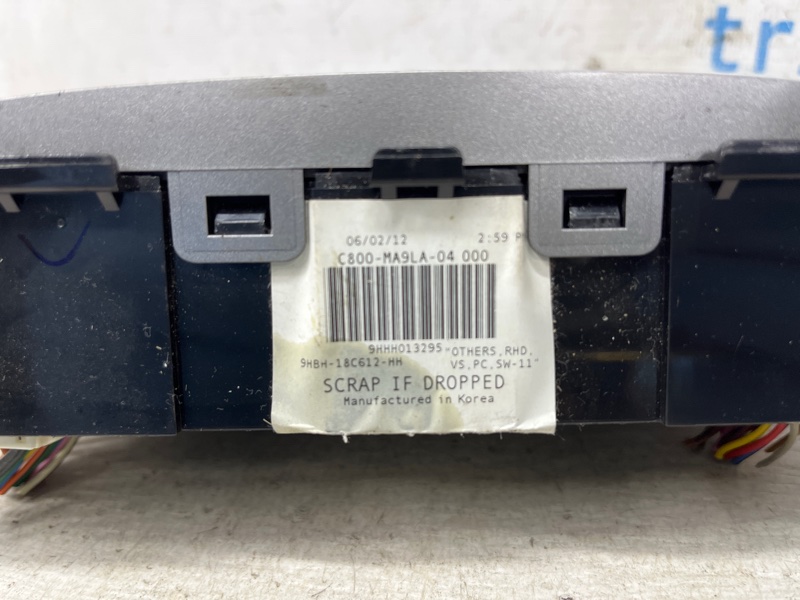 tr
06/02/12 2:59 P
C800-MA9LA-04 000
9HHH013295 "OTHERS,RHD,
9HBH-18C612-HH VS,PC,SW-11"
SCRAP IF DROPPED
Manufactured in Korea